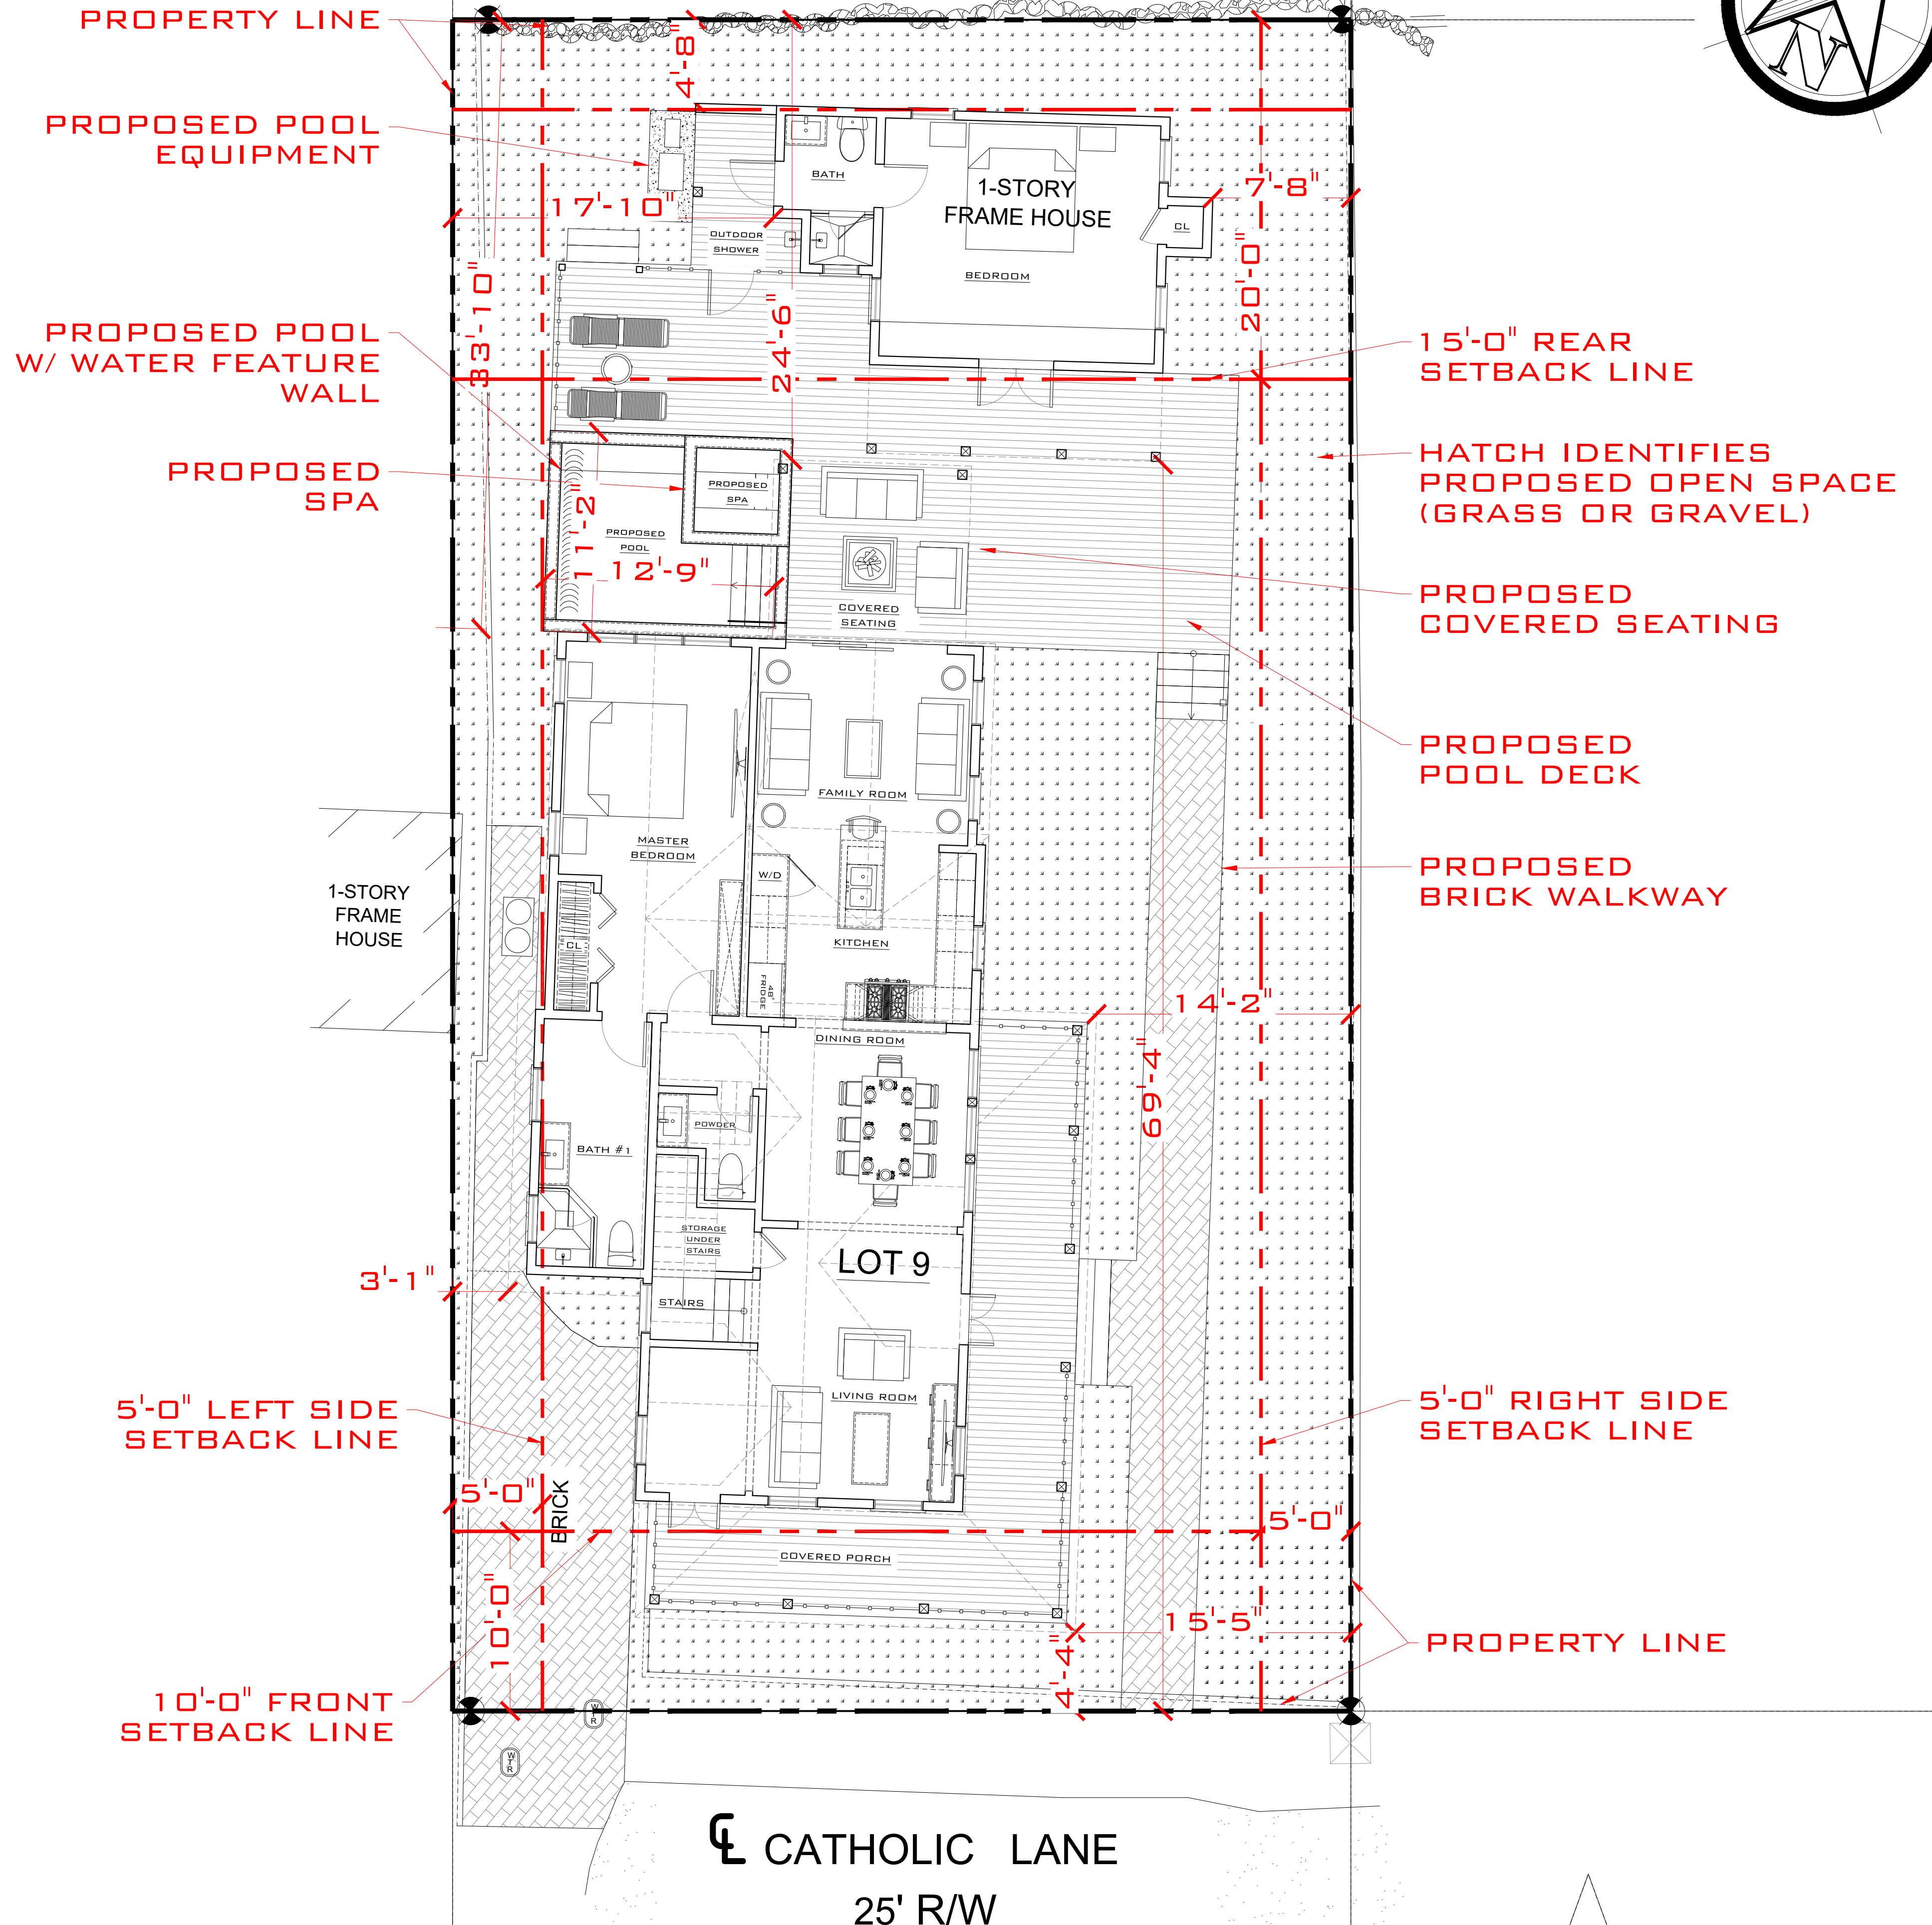 PROPERTY LINE
N
4'-8"
PROPOSED POOL
EQUIPMENT
BATH
1-STORY
FRAME HOUSE
7'-8"
17'-10"
CL
OUTDOOR
SHOWER
BEDROOM
33'-10"
24'-6"
20'-0"
PROPOSED POOL
W/ WATER FEATURE
WALL
15'-0" REAR
SETBACK LINE
HATCH IDENTIFIES
PROPOSED OPEN SPACE
(GRASS OR GRAVEL)
PROPOSED
SPA
PROPOSED
SPA
11'-2"
PROPOSED
POOL
12'-9"
COVERED
SEATING
PROPOSED
COVERED SEATING
PROPOSED
POOL DECK
FAMILY ROOM
MASTER
BEDROOM
W/D
PROPOSED
BRICK WALKWAY
1-STORY
FRAME
HOUSE
CL
KITCHEN
48"
FRIDGE
14'-2"
DINING ROOM
69'-4"
POWDER
BATH #1
STORAGE
UNDER
STAIRS
LOT 9
3'-1"
STAIRS
LIVING ROOM
5'-0" LEFT SIDE
SETBACK LINE
5'-0" RIGHT SIDE
SETBACK LINE
5'-0"
BRICK
5'-0"
COVERED PORCH
10'-0"
15'-5"
4'-4"
PROPERTY LINE
10'-0" FRONT
SETBACK LINE
WTR
WTR
℄ CATHOLIC LANE
25' R/W